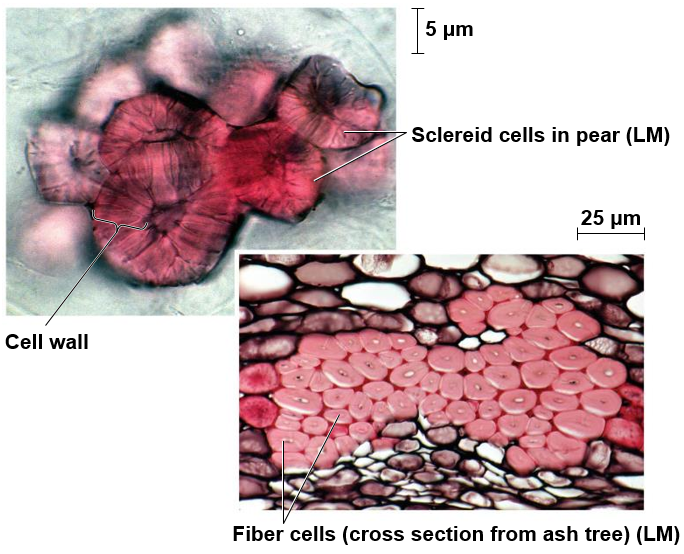 5 µm
Sclereid cells in pear (LM)
25 µm
Cell wall
Fiber cells (cross section from ash tree) (LM)